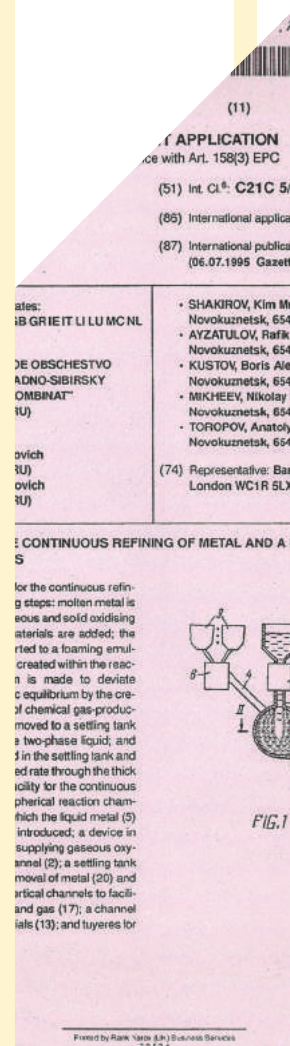 (11)
APPLICATION
with Art. 158(3) EPC
(51) Int. Cl.⁶: C21C 5/
(86) International applica
(87) International publica
(06.07.1995 Gazett
ates:
GB GR IE IT LI LU MC NL
DE OBSCHESTVO
ADNO-SIBIRSKY
OMBINAT"
RU)
ovich
RU)
ovich
RU)
• SHAKIROV, Kim M
Novokuznetsk, 654
• AYZATULOV, Rafik
Novokuznetsk, 654
• KUSTOV, Boris Ale
Novokuznetsk, 654
• MIKHEEV, Nikolay
Novokuznetsk, 654
• TOROPOV, Anatoly
Novokuznetsk, 654
(74) Representative: Bar
London WC1R 5LX
E CONTINUOUS REFINING OF METAL AND A
S
for the continuous refin-
g steps: molten metal is
eous and solid oxidising
aterials are added; the
rted to a foaming emul-
created within the reac-
n is made to deviate
c equilibrium by the cre-
of chemical gas-produc-
moved to a settling tank
e two-phase liquid; and
d in the settling tank and
ed rate through the thick
acility for the continuous
pherical reaction cham-
which the liquid metal (5)
introduced; a device in
supplying gaseous oxy-
annel (2); a settling tank
moval of metal (20) and
ertical channels to facili-
and gas (17); a channel
ials (13); and tuyeres for
9
8
4
II
FIG.1
Printed by Rank Xerox (UK) Business Services